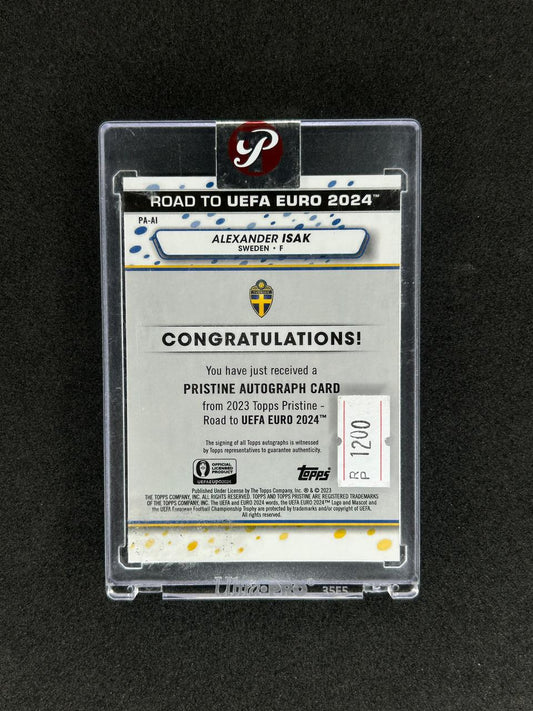 P
ROAD TO UEFA EURO 2024™
PA-AI
ALEXANDER ISAK
SWEDEN • F
CONGRATULATIONS!
You have just received a
PRISTINE AUTOGRAPH CARD
from 2023 Topps Pristine -
Road to UEFA EURO 2024™
The signing of all Topps autographs is witnessed
by Topps representatives to guarantee authenticity.
OFFICIAL
LICENSED
PRODUCT
UEFAEURO2024
Topps
RP 1200
Published Under License by The Topps Company, Inc. ® & © 2023
THE TOPPS COMPANY, INC. ALL RIGHTS RESERVED. TOPPS AND TOPPS PRISTINE ARE REGISTERED TRADEMARKS
OF THE TOPPS COMPANY, INC. The UEFA and EURO 2024 words, the UEFA EURO 2024™ Logo and Mascot and
the UEFA European Football Championship Trophy are protected by trademarks and/or copyright of UEFA.
All rights reserved.